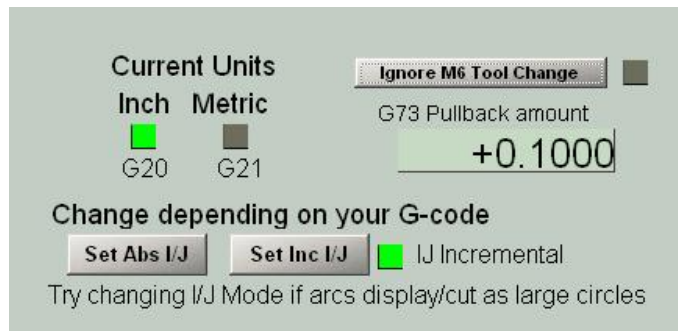 Current Units
Ignore M6 Tool Change
Inch Metric
G73 Pullback amount
+0.1000
G20 G21
Change depending on your G-code
Set Abs I/J Set Inc I/J IJ Incremental
Try changing I/J Mode if arcs display/cut as large circles